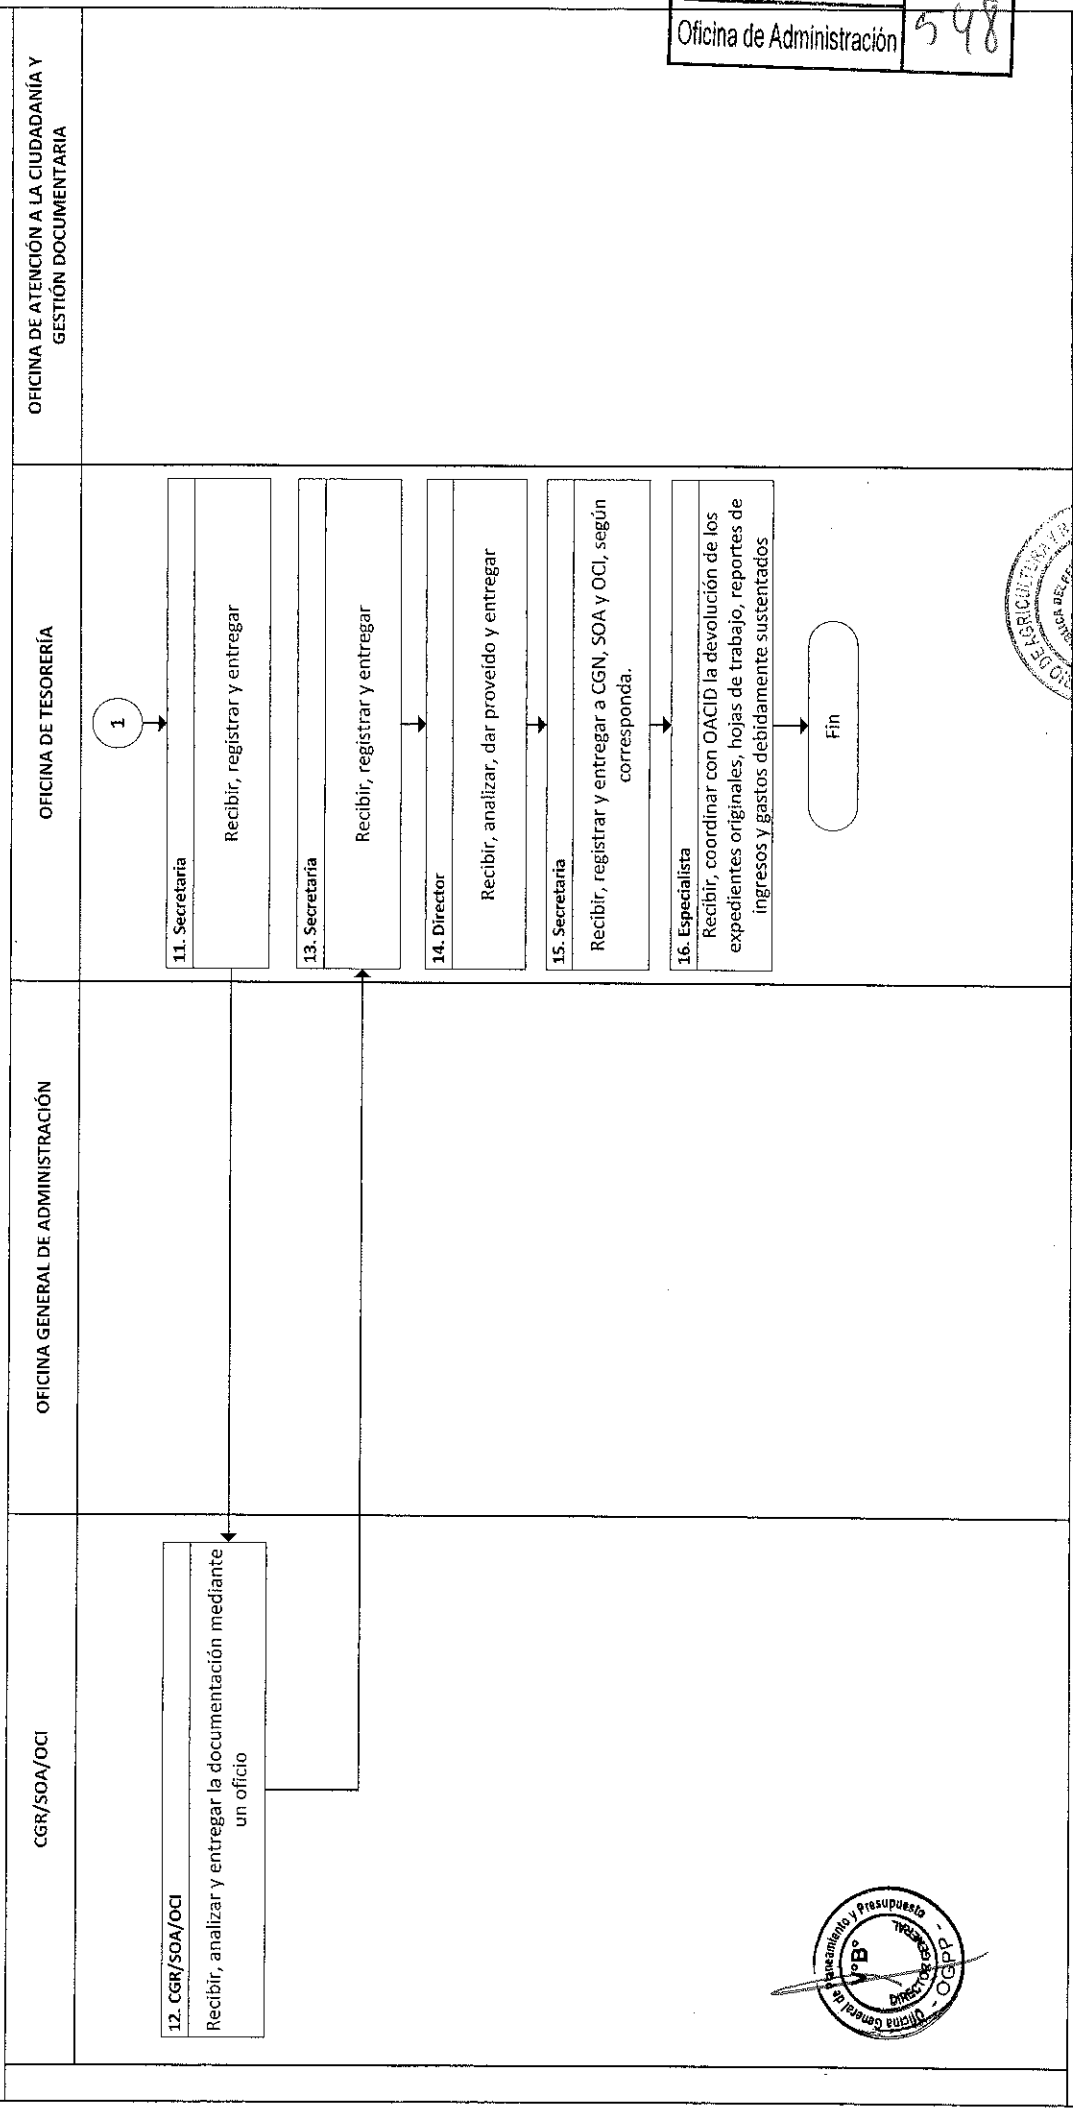 Oficina de Administración
548
CGR/SOA/OCI
OFICINA GENERAL DE ADMINISTRACIÓN
OFICINA DE TESORERÍA
OFICINA DE ATENCIÓN A LA CIUDADANÍA Y
GESTIÓN DOCUMENTARIA
1
11. Secretaria
Recibir, registrar y entregar
12. CGR/SOA/OCI
Recibir, analizar y entregar la documentación mediante
un oficio
13. Secretaria
Recibir, registrar y entregar
14. Director
Recibir, analizar, dar proveído y entregar
15. Secretaria
Recibir, registrar y entregar a CGN, SOA y OCI, según
corresponda.
16. Especialista
Recibir, coordinar con OACID la devolución de los
expedientes originales, hojas de trabajo, reportes de
ingresos y gastos debidamente sustentados
Fin
Oficina General de Planeamiento y Presupuesto
V°B°
DIRECTOR GENERAL
- OGPP -
DE AGRICULTURA Y R